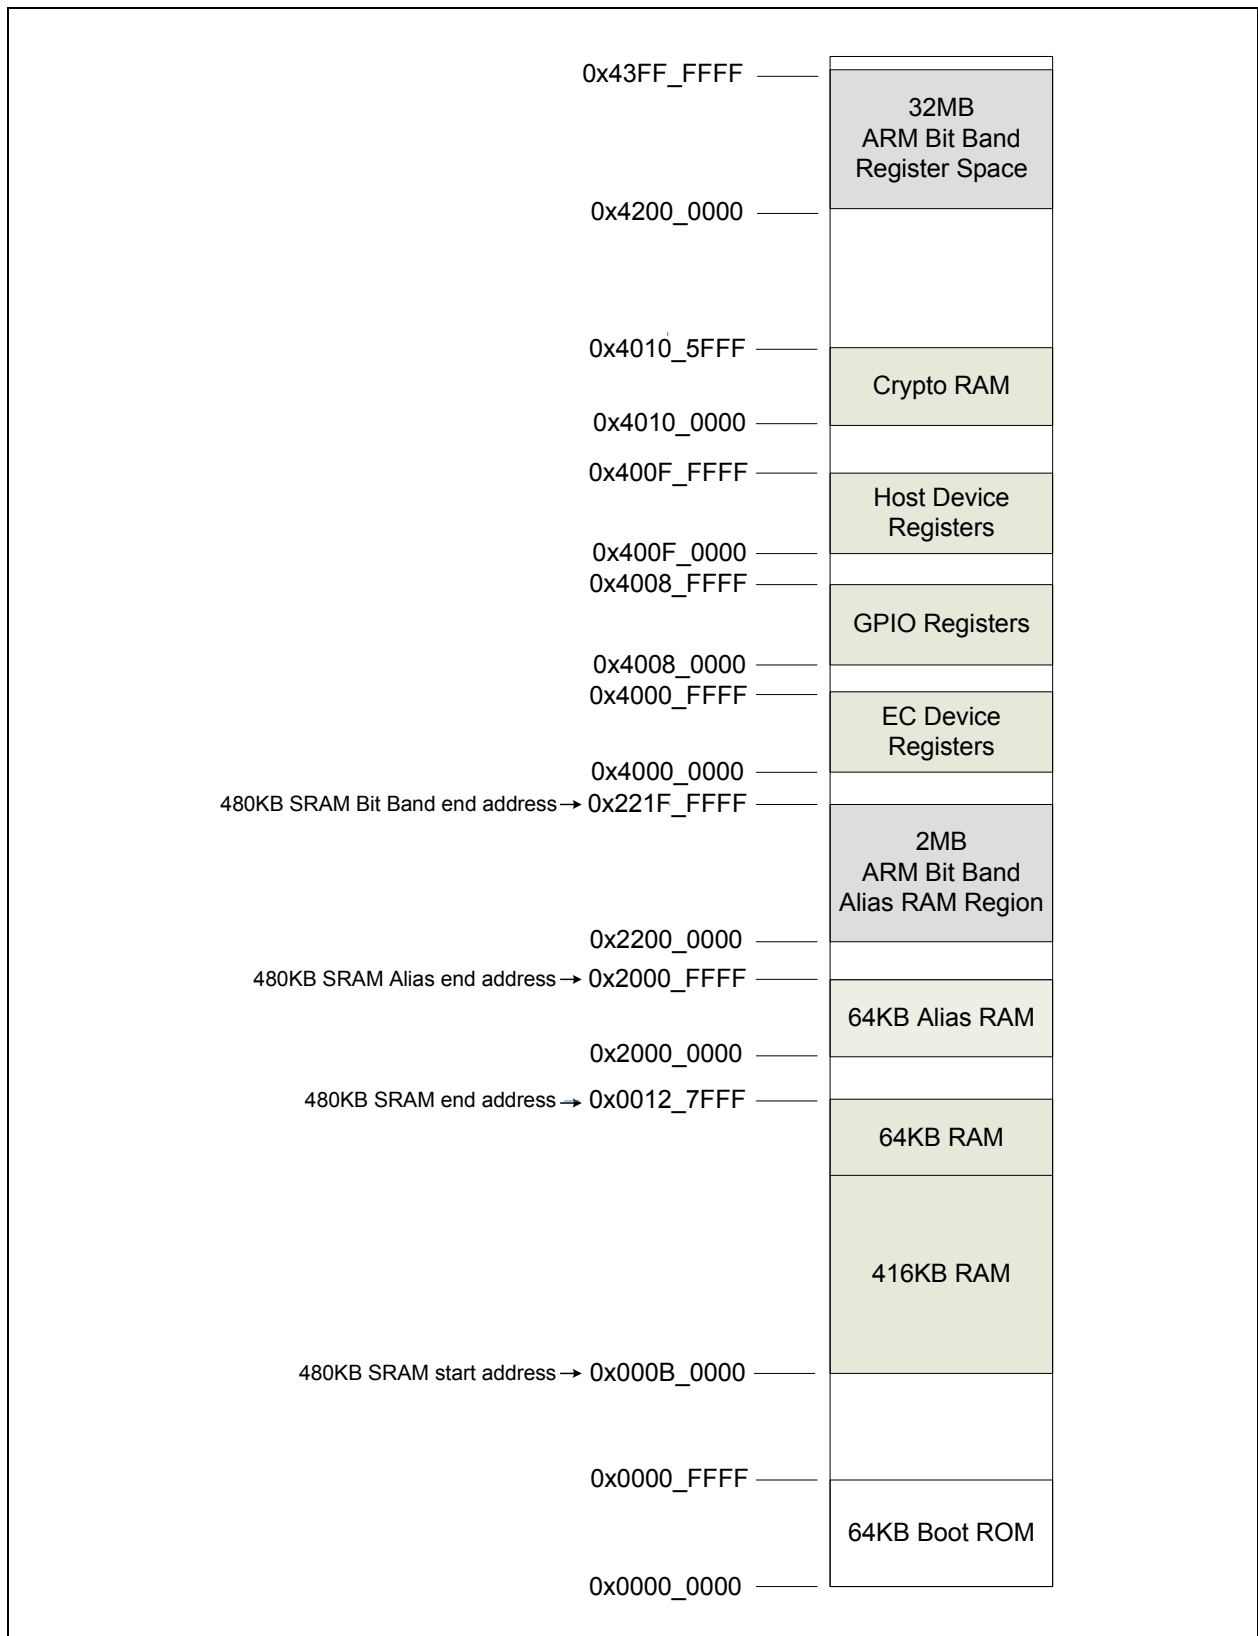 0x43FF_FFFF
32MB
ARM Bit Band
Register Space
0x4200_0000
0x4010_5FFF
Crypto RAM
0x4010_0000
0x400F_FFFF
Host Device
Registers
0x400F_0000
0x4008_FFFF
GPIO Registers
0x4008_0000
0x4000_FFFF
EC Device
Registers
0x4000_0000
480KB SRAM Bit Band end address → 0x221F_FFFF
2MB
ARM Bit Band
Alias RAM Region
0x2200_0000
480KB SRAM Alias end address → 0x2000_FFFF
64KB Alias RAM
0x2000_0000
480KB SRAM end address → 0x0012_7FFF
64KB RAM
416KB RAM
480KB SRAM start address → 0x000B_0000
0x0000_FFFF
64KB Boot ROM
0x0000_0000